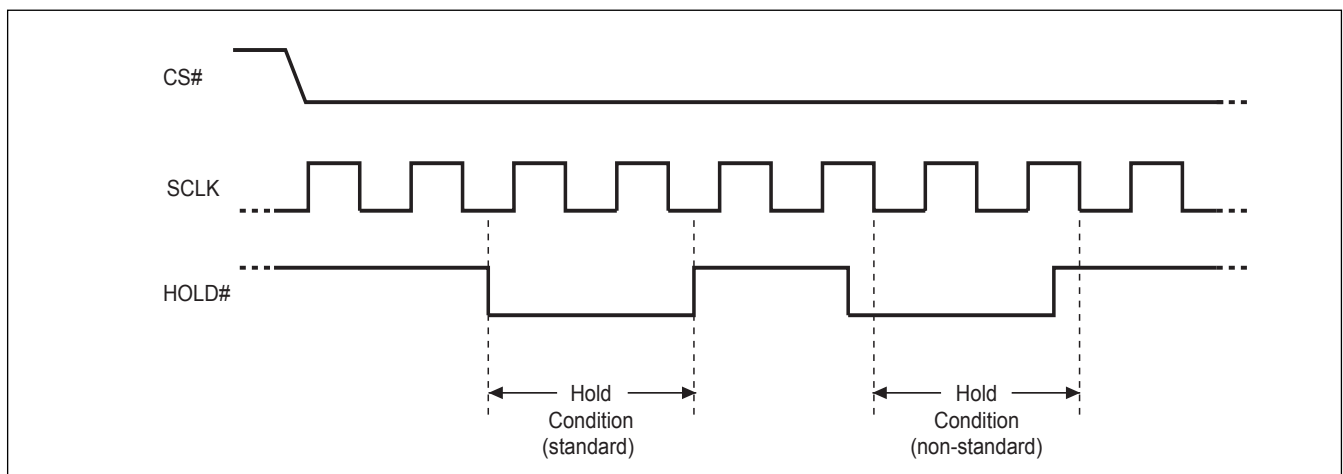 CS#
SCLK
HOLD#
Hold
Condition
(standard)
Hold
Condition
(non-standard)